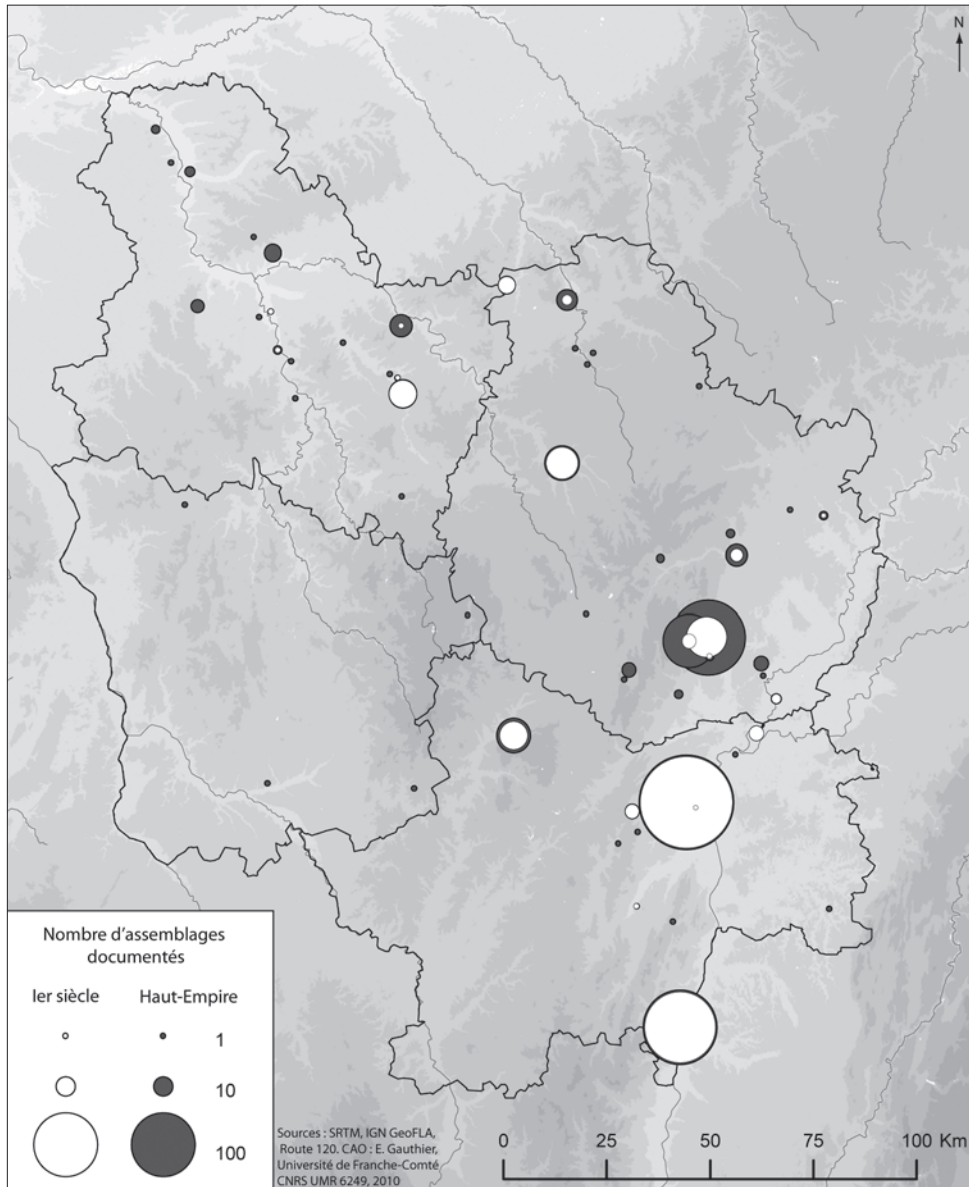 N
Nombre d'assemblages
documentés
Ier siècle
Haut-Empire
1
10
100
Sources : SRTM, IGN GeoFLA,
Route 120. CAO : E. Gauthier,
Université de Franche-Comté
CNRS UMR 6249, 2010
0 25 50 75 100 Km